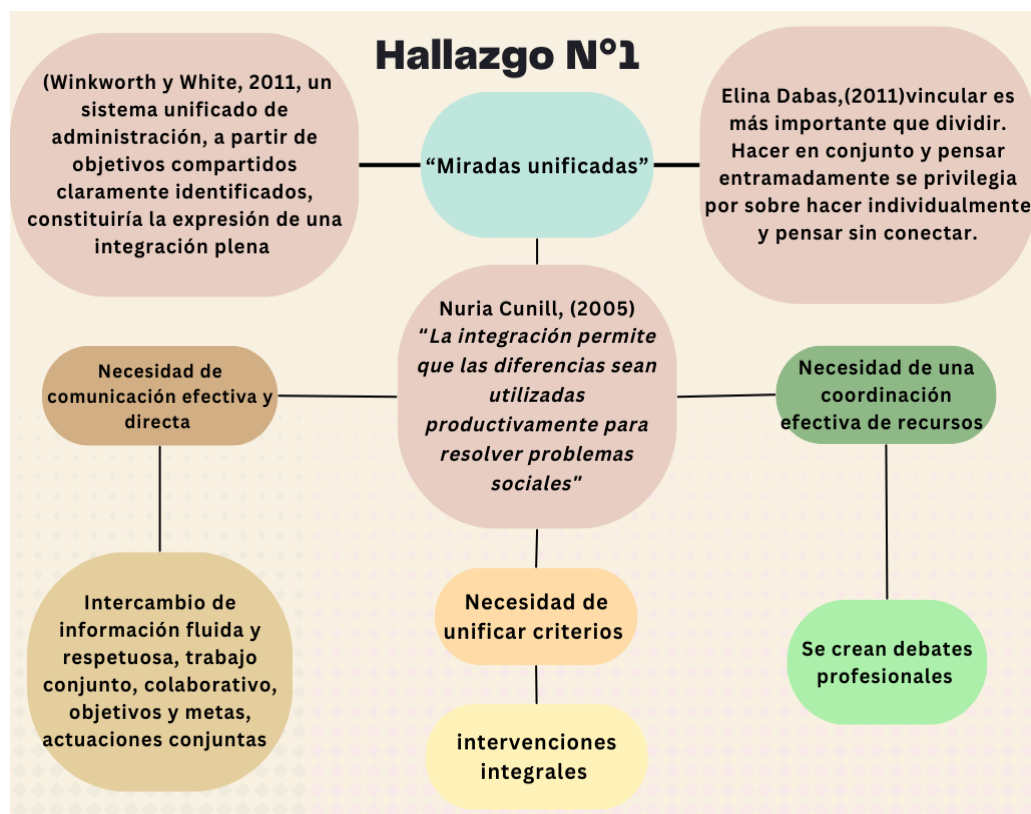 Hallazgo N°1
(Winkworth y White, 2011, un
sistema unificado de
administración, a partir de
objetivos compartidos
claramente identificados,
constituiría la expresión de una
integración plena
“Miradas unificadas”
Elina Dabas,(2011)vincular es
más importante que dividir.
Hacer en conjunto y pensar
entramadamente se privilegia
por sobre hacer individualmente
y pensar sin conectar.
Nuria Cunill, (2005)
“La integración permite
que las diferencias sean
utilizadas
productivamente para
resolver problemas
sociales"
Necesidad de
comunicación efectiva y
directa
Necesidad de una
coordinación
efectiva de recursos
Intercambio de
información fluida y
respetuosa, trabajo
conjunto, colaborativo,
objetivos y metas,
actuaciones conjuntas
Necesidad de
unificar criterios
Se crean debates
profesionales
intervenciones
integrales